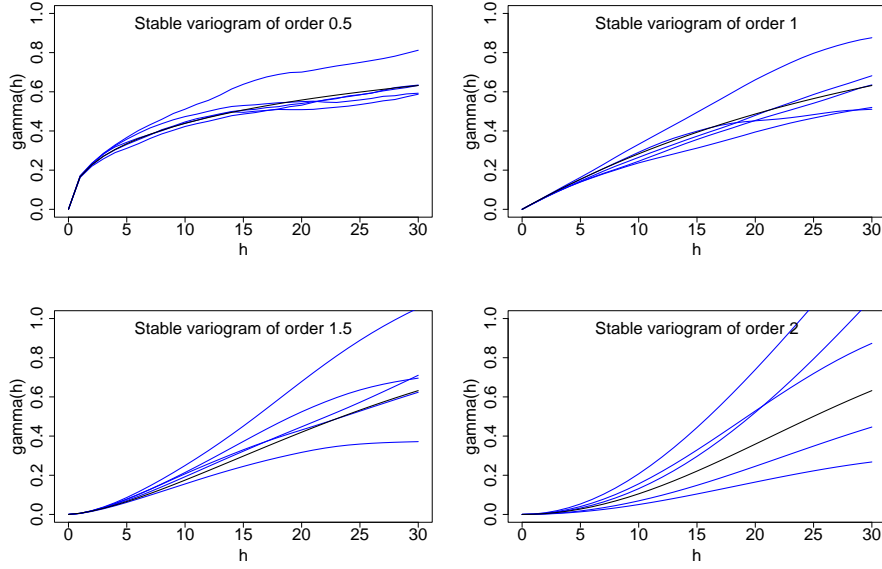 Stable variogram of order 0.5
gamma(h)
0.0 0.2 0.4 0.6 0.8 1.0
0 5 10 15 20 25 30
h
Stable variogram of order 1
gamma(h)
0.0 0.2 0.4 0.6 0.8 1.0
0 5 10 15 20 25 30
h
Stable variogram of order 1.5
gamma(h)
0.0 0.2 0.4 0.6 0.8 1.0
0 5 10 15 20 25 30
h
Stable variogram of order 2
gamma(h)
0.0 0.2 0.4 0.6 0.8 1.0
0 5 10 15 20 25 30
h